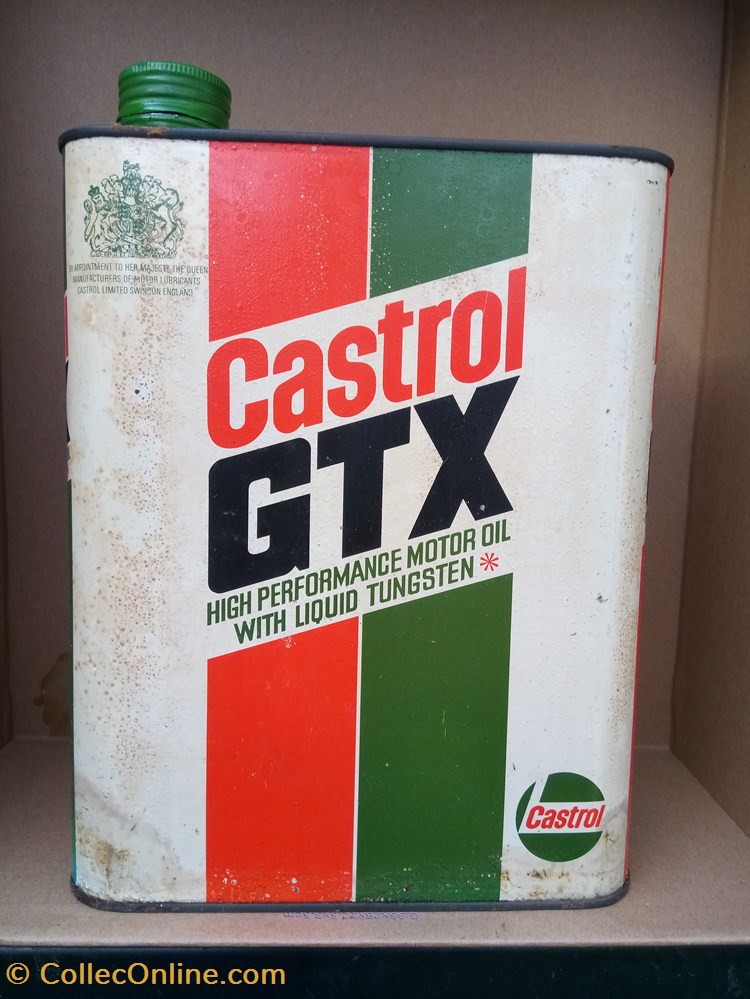 BY APPOINTMENT TO HER MAJESTY THE QUEEN
MANUFACTURERS OF MOTOR LUBRICANTS
CASTROL LIMITED SWINDON ENGLAND
Castrol
GTX
HIGH PERFORMANCE MOTOR OIL
WITH LIQUID TUNGSTEN *
Castrol
© CollecOnline.com